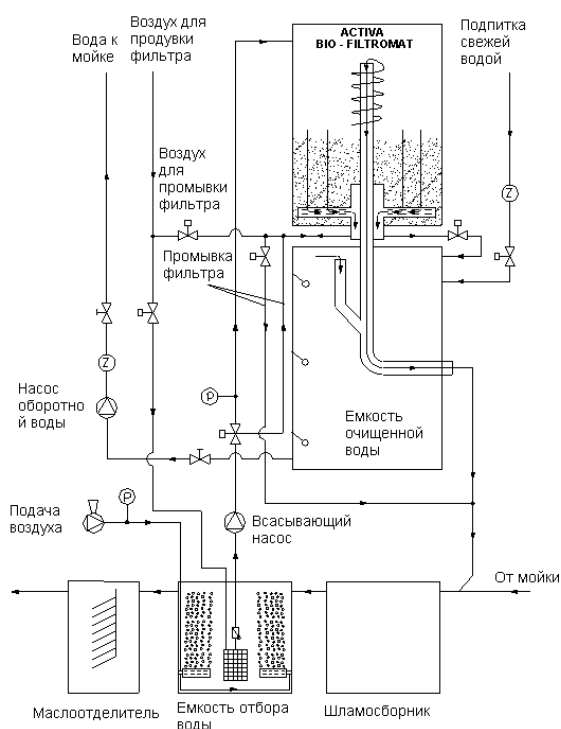 Вода к
мойке
Воздух для
продувки
фильтра
ACTIVA
BIO - FILTROMAT
Подпитка
свежей
водой
Воздух
для
промывки
фильтра
Z
Промывка
фильтра
Z
Насос
оборотно
й воды
P
Емкость
очищенной
воды
Подача
воздуха
P
Всасывающий
насос
От мойки
Маслоотделитель
Емкость отбора
воды
Шламосборник